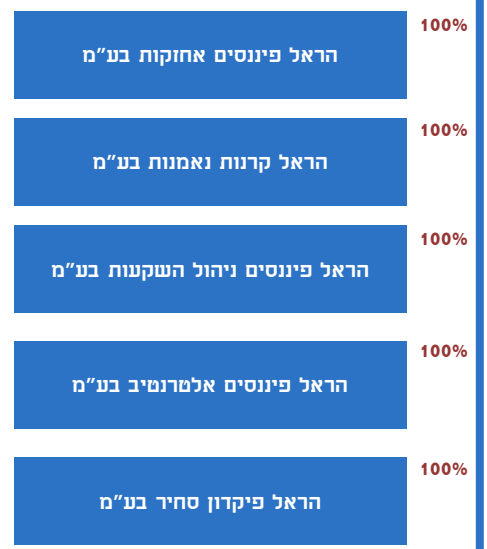 100%
הראל פיננסים אחזקות בע"מ
100%
הראל קרנות נאמנות בע"מ
100%
הראל פיננסים ניהול השקעות בע"מ
100%
הראל פיננסים אלטרנטיב בע"מ
100%
הראל פיקדון סחיר בע"מ